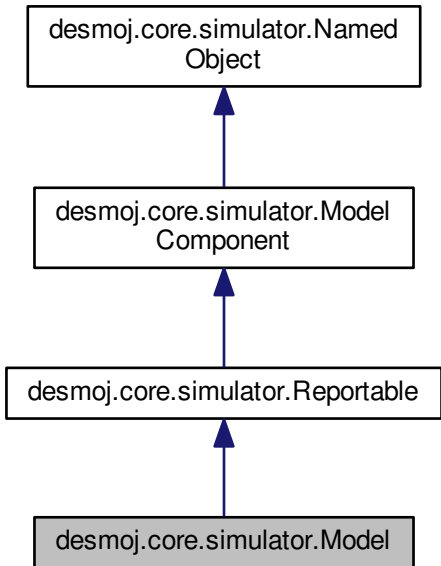 desmoj.core.simulator.Named
Object
desmoj.core.simulator.Model
Component
desmoj.core.simulator.Reportable
desmoj.core.simulator.Model